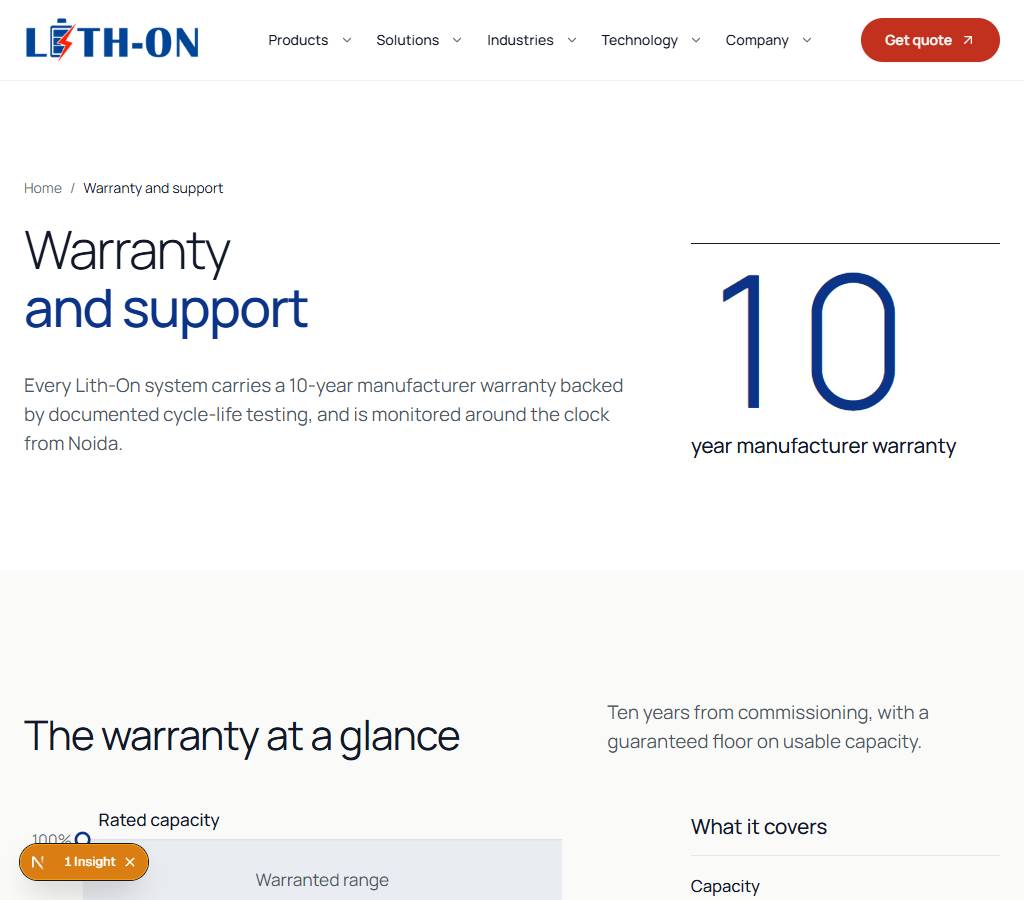 LITH-ON
Products
Solutions
Industries
Technology
Company
Get quote
Home / Warranty and support
Warranty
and support
Every Lith-On system carries a 10-year manufacturer warranty backed
by documented cycle-life testing, and is monitored around the clock
from Noida.
10
year manufacturer warranty
The warranty at a glance
Ten years from commissioning, with a
guaranteed floor on usable capacity.
Rated capacity
100%
Warranted range
What it covers
Capacity
N 1 Insight